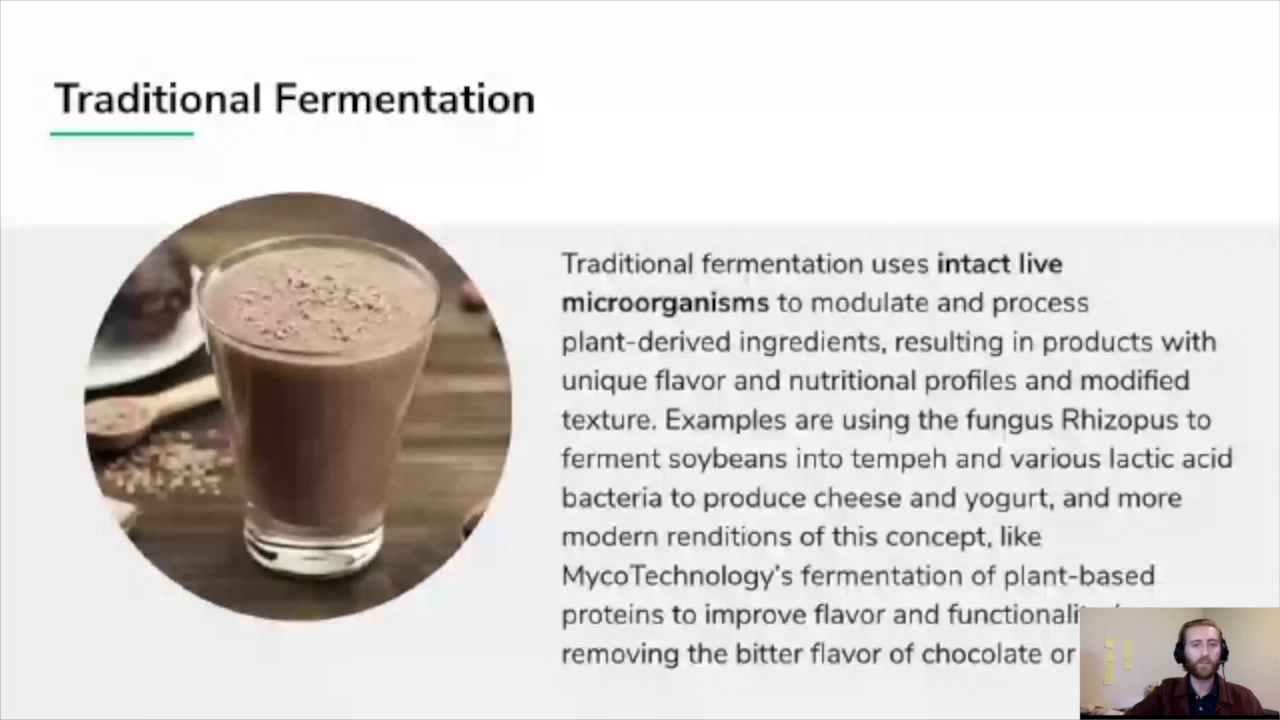 Traditional Fermentation
Traditional fermentation uses intact live
microorganisms to modulate and process
plant-derived ingredients, resulting in products with
unique flavor and nutritional profiles and modified
texture. Examples are using the fungus Rhizopus to
ferment soybeans into tempeh and various lactic acid
bacteria to produce cheese and yogurt, and more
modern renditions of this concept, like
MycoTechnology's fermentation of plant-based
proteins to improve flavor and
removing the bitter flavor of chocolate or